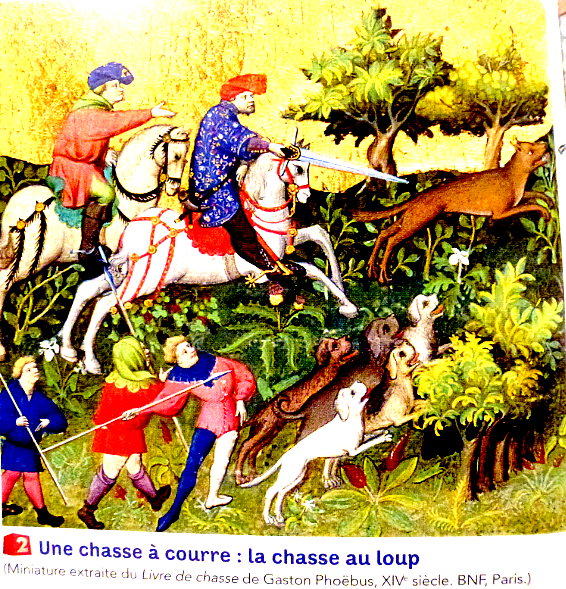 2 Une chasse à courre : la chasse au loup
(Miniature extraite du Livre de chasse de Gaston Phoëbus, XIVe siècle. BNF, Paris.)